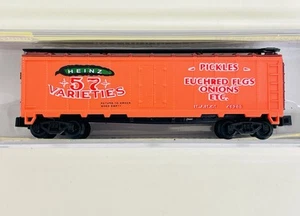 HEINZ
57
VARIETIES
PICKLES
EUCHRED FIGS
ONIONS
ETC.